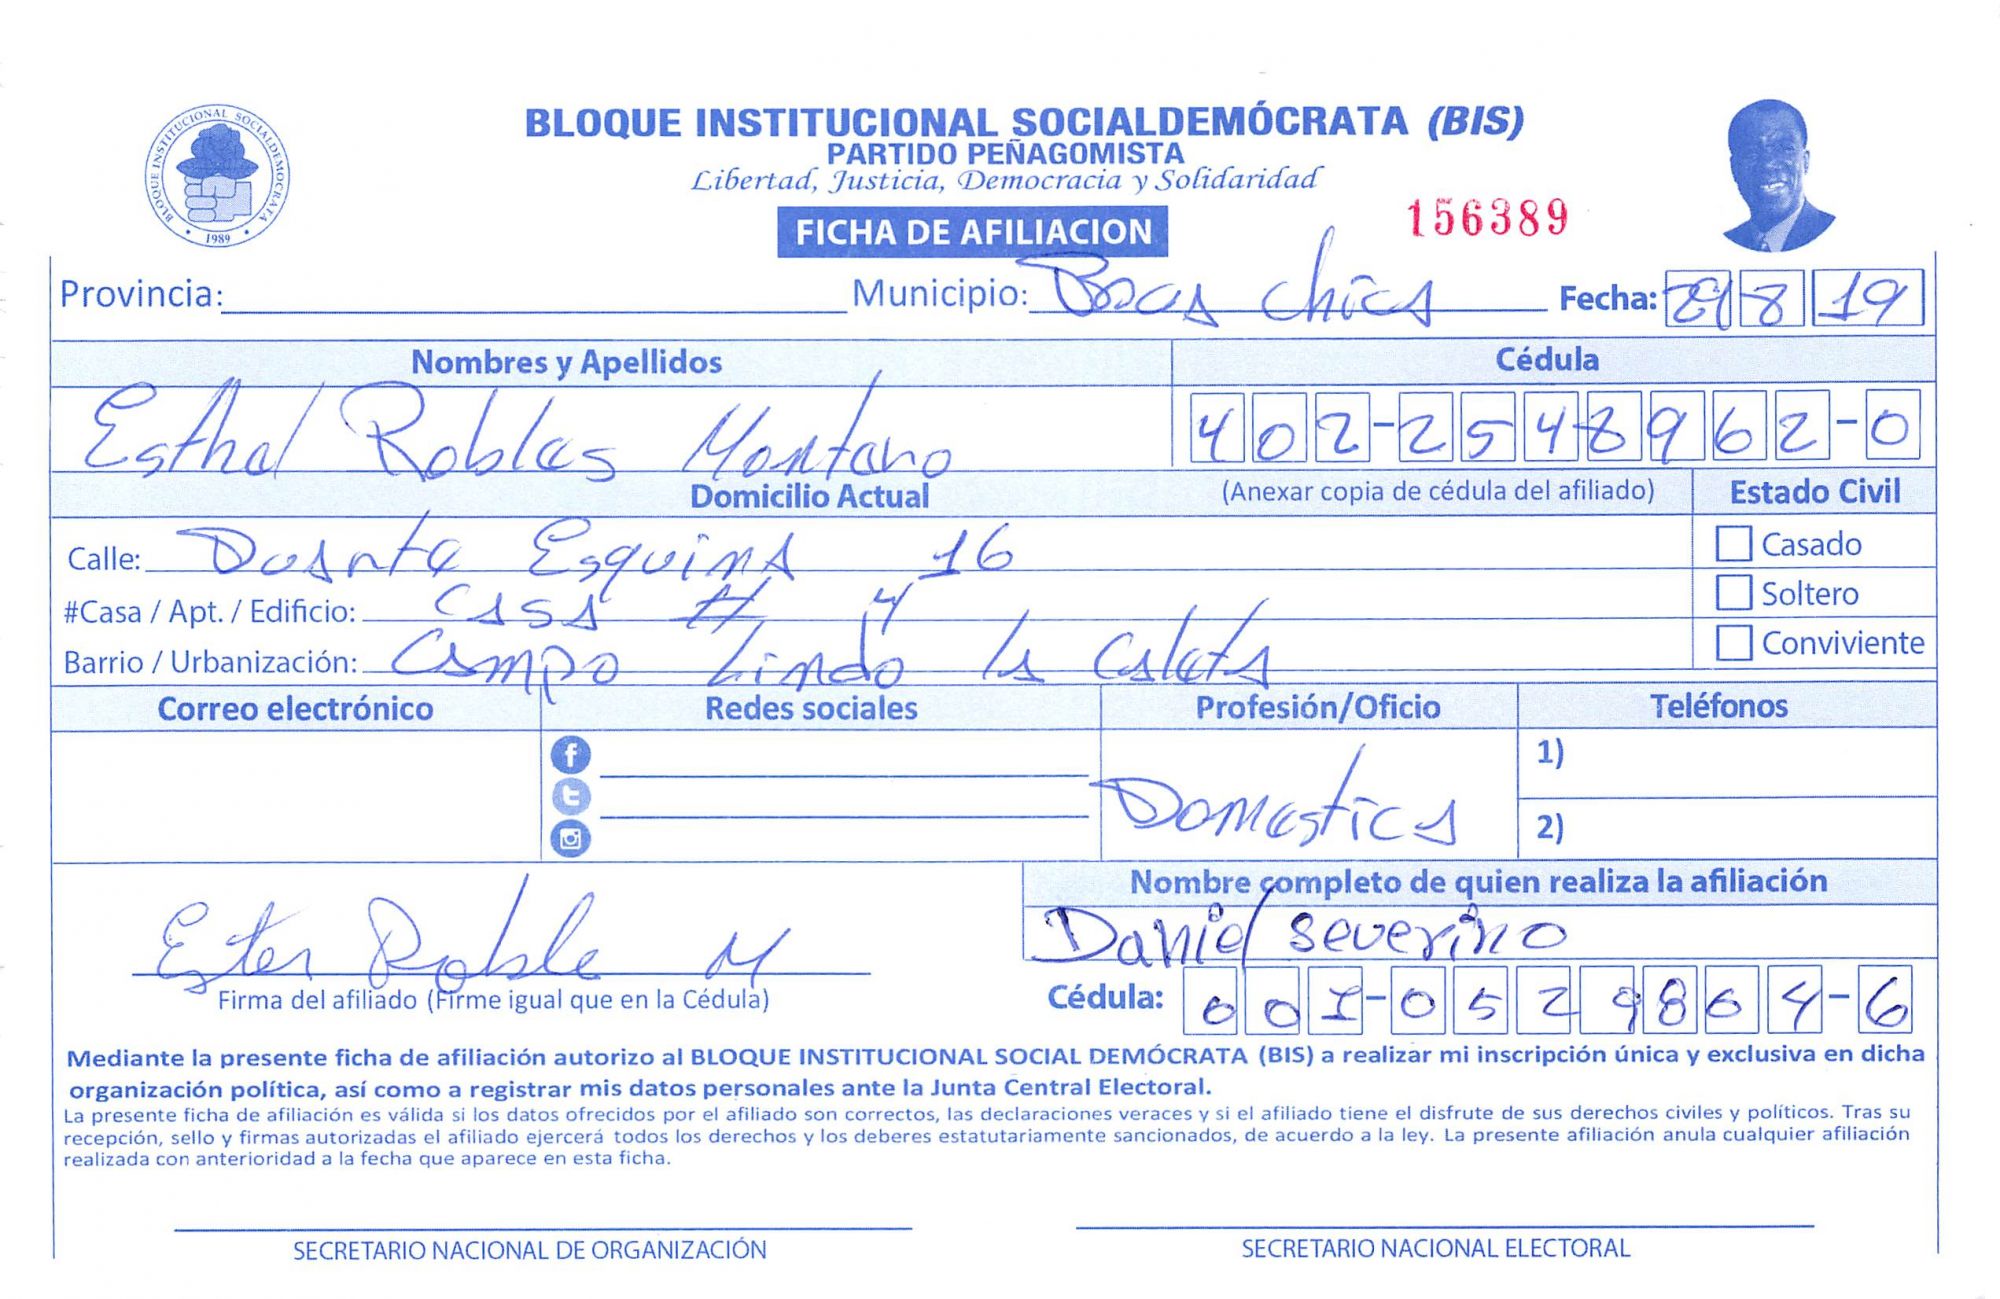 BLOQUE INSTITUCIONAL SOCIALDEMÓCRATA (BIS)
PARTIDO PEÑAGOMISTA
Libertad, Justicia, Democracia y Solidaridad
BLOQUE INSTITUCIONAL SOCIALDEMOCRATA
1989
FICHA DE AFILIACION
156389
Provincia: Municipio: Boca chica Fecha: 29 8 19
Nombres y Apellidos Cédula
Esthel Robles Montano 402-2548962-0
Domicilio Actual (Anexar copia de cédula del afiliado) Estado Civil
Calle: Duarte Esquina 16 Casado
#Casa / Apt. / Edificio: Casa # 4 Soltero
Barrio / Urbanización: Campo Lindo la Caleta Conviviente
Correo electrónico Redes sociales Profesión/Oficio Teléfonos
1)
Domestica
2)
Nombre completo de quien realiza la afiliación
Daniel severino
Ester Roble M
Firma del afiliado (Firme igual que en la Cédula) Cédula: 001-0529864-6
Mediante la presente ficha de afiliación autorizo al BLOQUE INSTITUCIONAL SOCIAL DEMÓCRATA (BIS) a realizar mi inscripción única y exclusiva en dicha
organización política, así como a registrar mis datos personales ante la Junta Central Electoral.
La presente ficha de afiliación es válida si los datos ofrecidos por el afiliado son correctos, las declaraciones veraces y si el afiliado tiene el disfrute de sus derechos civiles y políticos. Tras su
recepción, sello y firmas autorizadas el afiliado ejercerá todos los derechos y los deberes estatutariamente sancionados, de acuerdo a la ley. La presente afiliación anula cualquier afiliación
realizada con anterioridad a la fecha que aparece en esta ficha.
SECRETARIO NACIONAL DE ORGANIZACIÓN SECRETARIO NACIONAL ELECTORAL